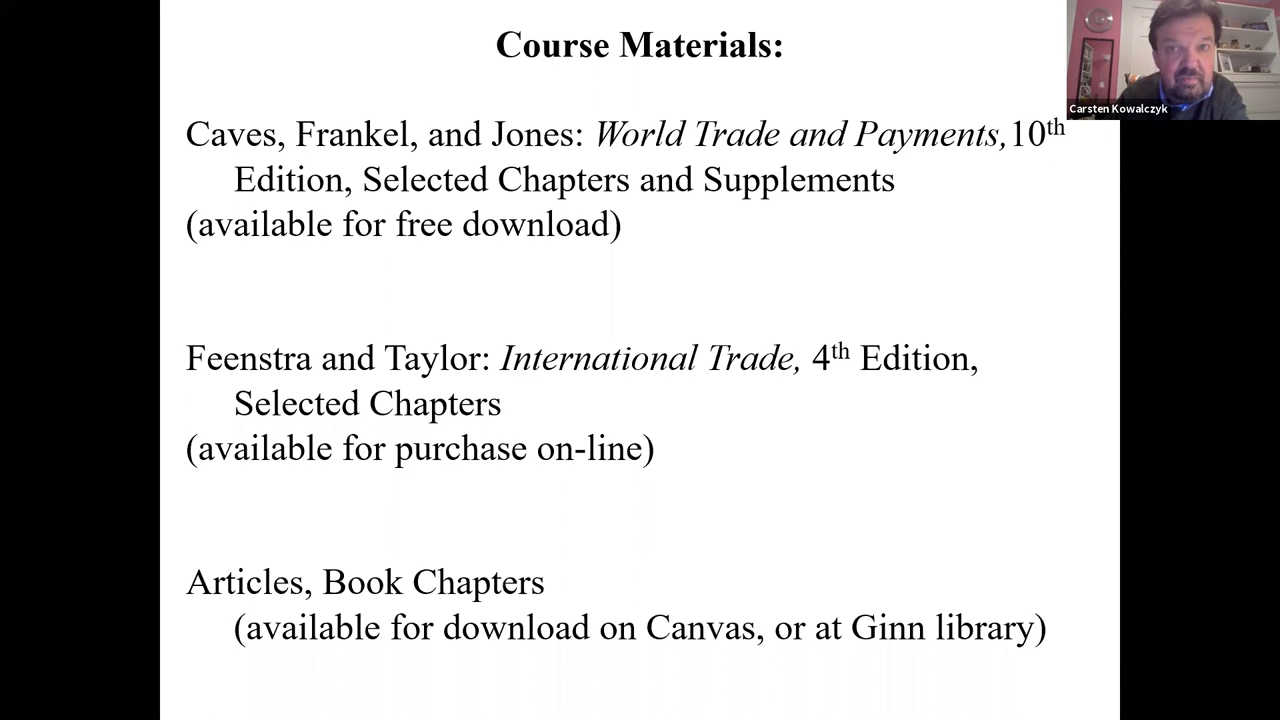 Course Materials:
Carsten Kowalczyk
Caves, Frankel, and Jones: World Trade and Payments,10th
Edition, Selected Chapters and Supplements
(available for free download)
Feenstra and Taylor: International Trade, 4th Edition,
Selected Chapters
(available for purchase on-line)
Articles, Book Chapters
(available for download on Canvas, or at Ginn library)